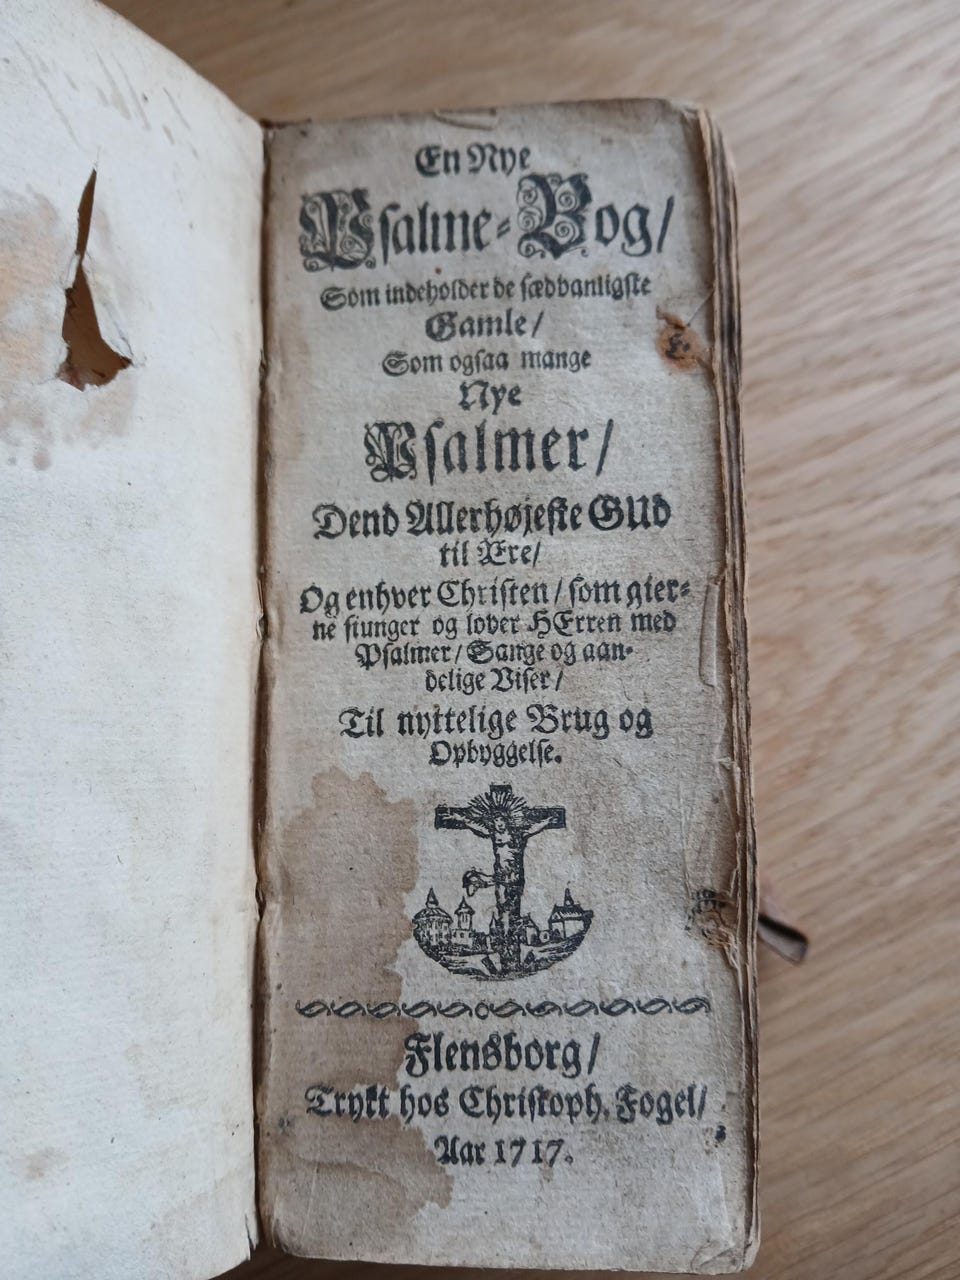 En Nye
Psalme-Bog/
Som indeholder de sædvanligste
Gamle/
Som ogsaa mange
Nye
Psalmer/
Dend Allerhøjeste GUd
til Ære/
Og enhver Christen/ som gier-
ne siunger og lover HErren med
Psalmer/ Sange og aan-
delige Viser/
Til nyttelige Brug og
Opbyggelse.
Flensborg/
Trykt hos Christoph. Fogel/
Aar 1717.